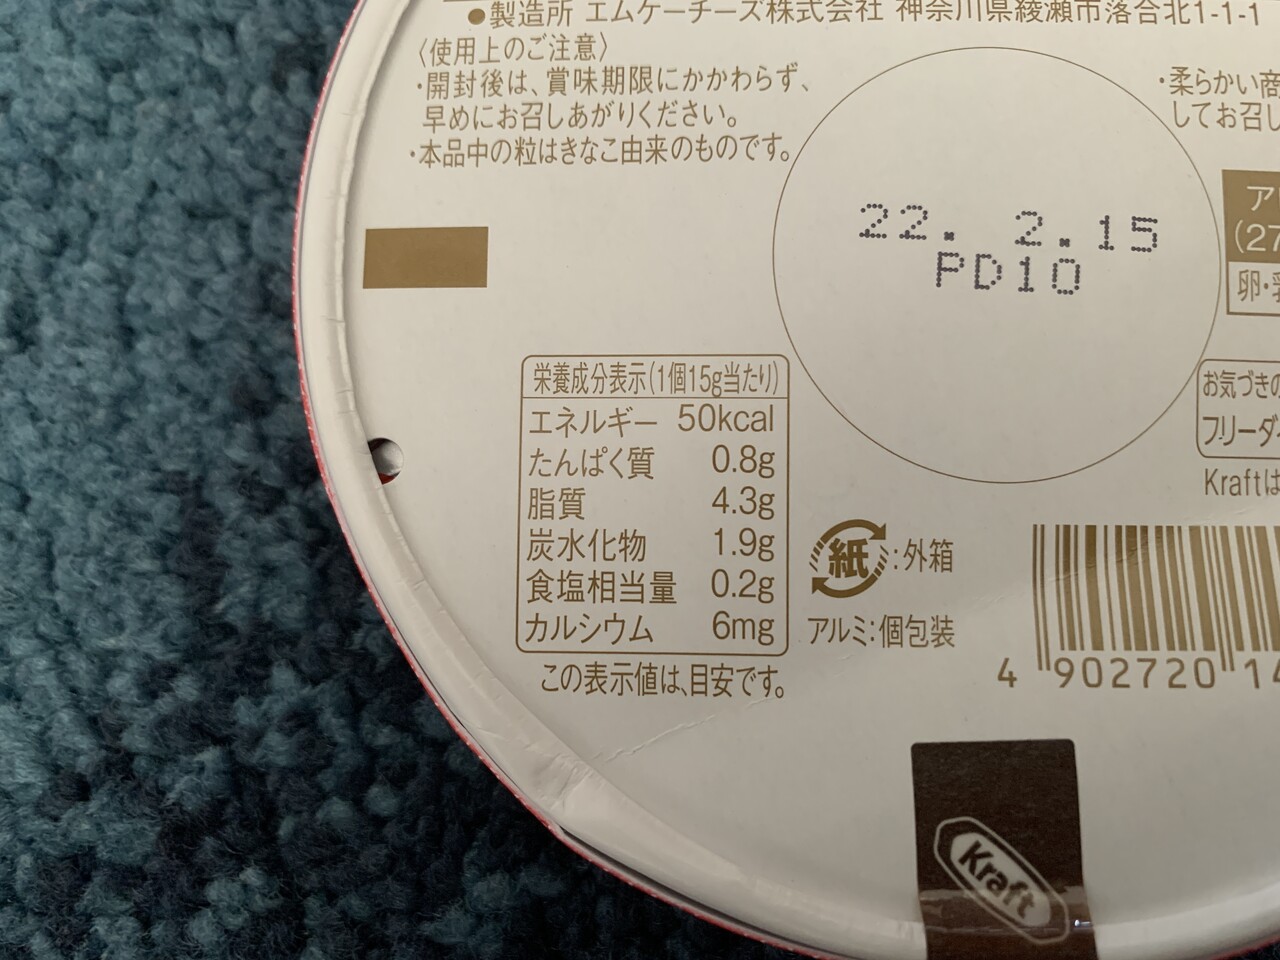 ●製造所 エムケーチーズ株式会社 神奈川県綾瀬市落合北1-1-1
〈使用上のご注意〉
・開封後は、賞味期限にかかわらず、
早めにお召しあがりください。
・本品中の粒はきなこ由来のものです。
・柔らかい商
してお召し
22. 2.15
PD10
ア
(27
卵・乳
栄養成分表示(1個15g当たり)
エネルギー 50kcal
たんぱく質 0.8g
脂質 4.3g
炭水化物 1.9g
食塩相当量 0.2g
カルシウム 6mg
この表示値は、目安です。
紙:外箱
アルミ:個包装
お気づきの
フリーダ
Kraftは
4 902720 14
Kraft